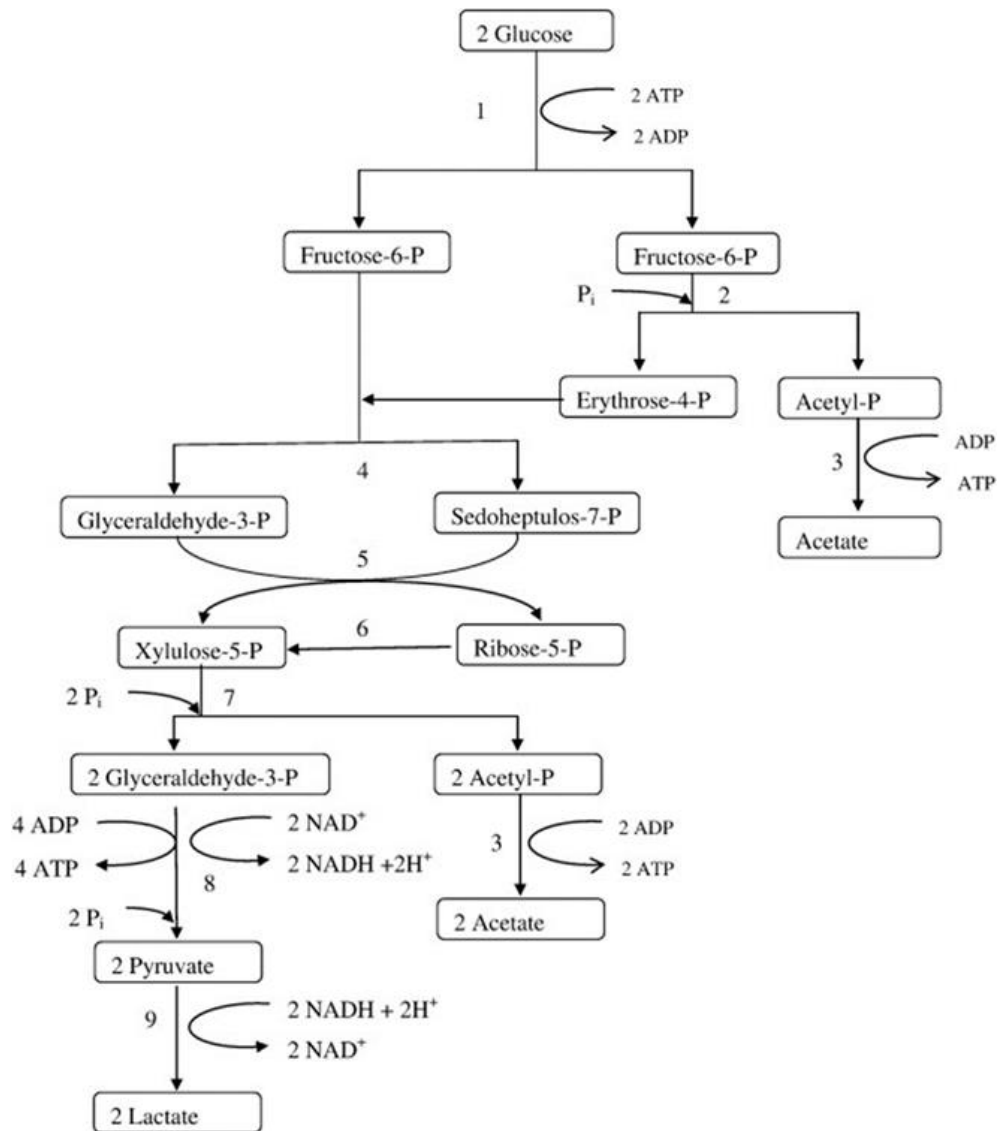 2 Glucose
1
2 ATP
2 ADP
Fructose-6-P
Fructose-6-P
Pi
2
Erythrose-4-P
Acetyl-P
4
3
ADP
ATP
Glyceraldehyde-3-P
Sedoheptulos-7-P
Acetate
5
Xylulose-5-P
6
Ribose-5-P
2 Pi
7
2 Glyceraldehyde-3-P
2 Acetyl-P
4 ADP
4 ATP
2 NAD+
2 NADH +2H+
8
3
2 ADP
2 ATP
2 Pi
2 Acetate
2 Pyruvate
9
2 NADH + 2H+
2 NAD+
2 Lactate